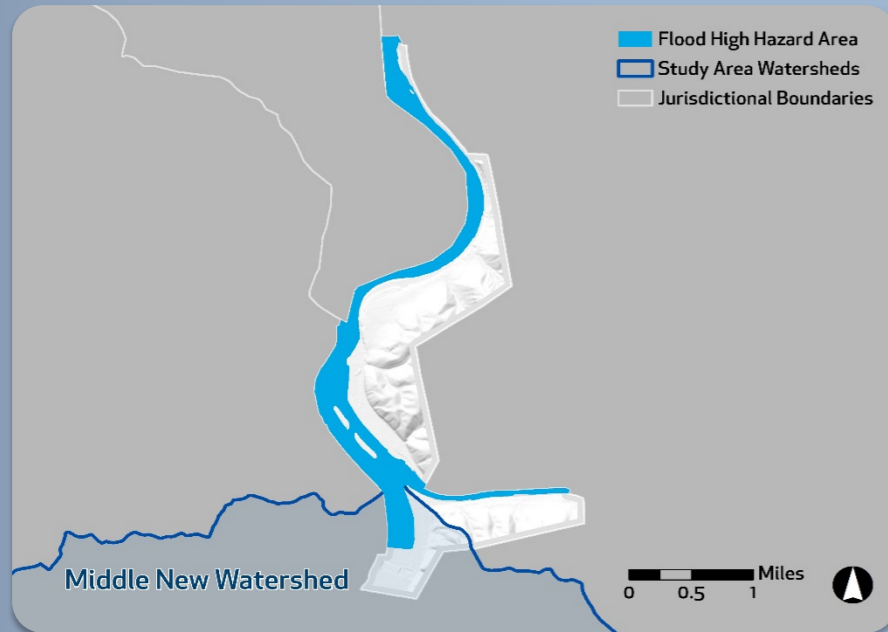 Flood High Hazard Area
Study Area Watersheds
Jurisdictional Boundaries
Middle New Watershed
Miles
0 0.5 1